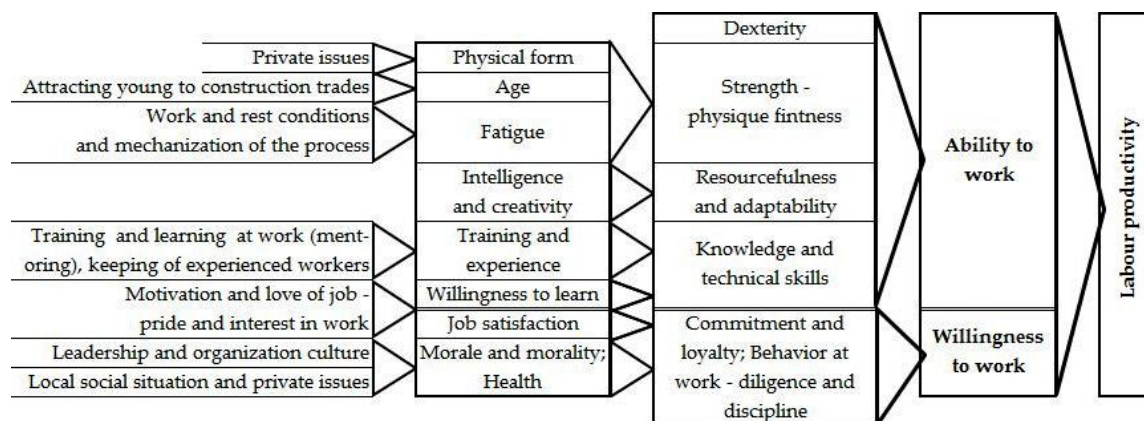 Private issues
Attracting young to construction trades
Work and rest conditions
and mechanization of the process
Training and learning at work (ment-
oring), keeping of experienced workers
Motivation and love of job -
pride and interest in work
Leadership and organization culture
Local social situation and private issues
Physical form
Age
Fatigue
Intelligence
and creativity
Training and
experience
Willingness to learn
Job satisfaction
Morale and morality;
Health
Dexterity
Strength -
physique fintness
Resourcefulness
and adaptability
Knowledge and
technical skills
Commitment and
loyalty; Behavior at
work - diligence and
discipline
Ability to
work
Willingness
to work
Labour productivity